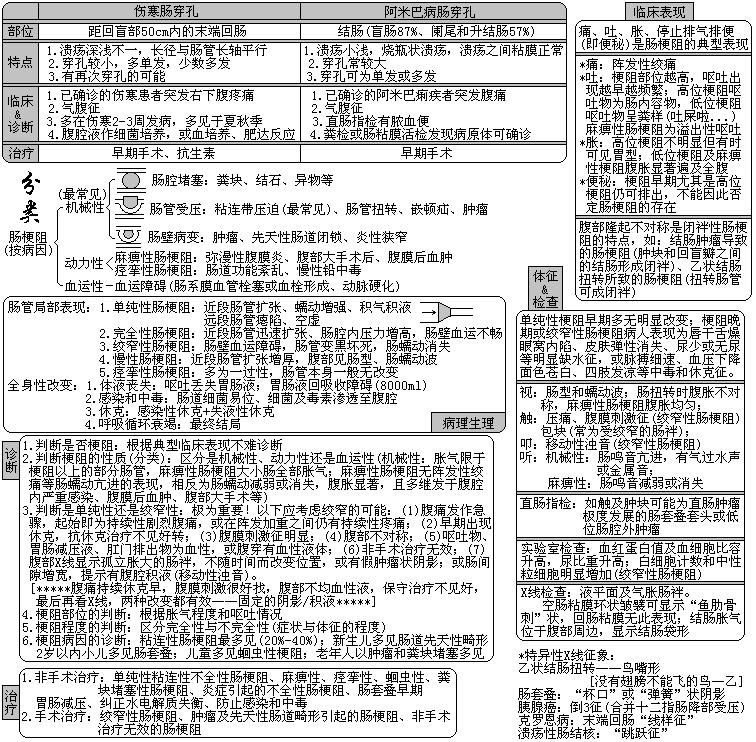 伤寒肠穿孔
阿米巴病肠穿孔
部位
距回盲部50cm内的末端回肠
结肠(盲肠87%、阑尾和升结肠57%)
特点
1.溃疡深浅不一，长径与肠管长轴平行
2.穿孔较小，多单发，少数多发
3.有再次穿孔的可能
1.溃疡小浅，烧瓶状溃疡，溃疡之间粘膜正常
2.穿孔常较大
3.穿孔可为单发或多发
临床
&
诊断
1.已确诊的伤寒患者突发右下腹疼痛
2.气腹征
3.多在伤寒2-3周发病，多见于夏秋季
4.腹腔液作细菌培养，或血培养、肥达反应
1.已确诊的阿米巴痢疾者突发腹痛
2.气腹征
3.直肠指检有脓血便
4.粪检或肠粘膜活检发现病原体可确诊
治疗
早期手术、抗生素
早期手术
分类
肠梗阻
(按病因)
(最常见)
机械性
肠腔堵塞：粪块、结石、异物等
肠管受压：粘连带压迫(最常见)、肠管扭转、嵌顿疝、肿瘤
肠壁病变：肿瘤、先天性肠道闭锁、炎性狭窄
动力性
麻痹性肠梗阻：弥漫性腹膜炎、腹部大手术后、腹膜后血肿
痉挛性肠梗阻：肠道功能紊乱、慢性铅中毒
血运性—血运障碍(肠系膜血管栓塞或血栓形成、动脉硬化)
肠管局部表现：1.单纯性肠梗阻：近段肠管扩张、蠕动增强、积气积液
远段肠管瘪陷、空虚
2.完全性肠梗阻：近段肠管迅速扩张、肠腔内压力增高，肠壁血运不畅
3.绞窄性肠梗阻：肠壁血运障碍，肠管变黑坏死，肠蠕动消失
4.慢性肠梗阻：近段肠管扩张增厚，腹部见肠型、肠蠕动波
5.痉挛性肠梗阻：多为一过性，肠管本身一般无改变
全身性改变：1.体液丧失：呕吐丢失胃肠液；胃肠液回吸收障碍(8000ml)
2.感染和中毒：肠道细菌易位、细菌及毒素渗透至腹腔
3.休克：感染性休克+失液性休克
4.呼吸循环衰竭：最终结局
病理生理
诊断
1.判断是否梗阻：根据典型临床表现不难诊断
2.判断梗阻的性质(分类)：区分是机械性、动力性还是血运性(机械性：胀气限于
梗阻以上的部分肠管，麻痹性肠梗阻大小肠全部胀气；麻痹性肠梗阻无阵发性绞
痛等肠蠕动亢进的表现，相反为肠蠕动减弱或消失，腹胀显著，且多继发于腹腔
内严重感染、腹膜后血肿、腹部大手术等)
3.判断是单纯性还是绞窄性：极为重要！以下应考虑绞窄的可能：(1)腹痛发作急
骤，起始即为持续性剧烈腹痛，或在阵发加重之间仍有持续性疼痛；(2)早期出现
休克，抗休克治疗不见好转；(3)腹膜刺激征明显；(4)腹部不对称；(5)呕吐物、
胃肠减压液、肛门排出物为血性，或腹穿有血性液体；(6)非手术治疗无效；(7)
腹部X线显示孤立胀大的肠袢，不随时间而改变位置，或有假肿瘤状阴影；或肠间
隙增宽，提示有腹腔积液(移动性浊音)。
[*****腹痛持续休克早，腹膜刺激很好找，腹部不均血性液，保守治疗不见好，
最后再看X线，两种改变都有效——固定的阴影/积液*****]
4.梗阻部位的判断：根据胀气程度和呕吐情况
5.梗阻程度的判断：区分完全性与不完全性(症状与体征的程度)
6.梗阻病因的诊断：粘连性肠梗阻最多见(20%-40%)；新生儿多见肠道先天性畸形
2岁以内小儿多见肠套叠；儿童多见蛔虫性梗阻；老年人以肿瘤和粪块堵塞多见
治疗
1.非手术治疗：单纯性粘连性不全性肠梗阻、麻痹性、痉挛性、蛔虫性、粪
块堵塞性肠梗阻、炎症引起的不全性肠梗阻、肠套叠早期
胃肠减压、纠正水电解质失衡、防止感染和中毒
2.手术治疗：绞窄性肠梗阻、肿瘤及先天性肠道畸形引起的肠梗阻、非手术
治疗无效的肠梗阻
临床表现
痛、吐、胀、停止排气排便
(即便秘)是肠梗阻的典型表现
*痛：阵发性绞痛
*吐：梗阻部位越高，呕吐出
现越早越频繁；高位梗阻呕
吐物为肠内容物，低位梗阻
呕吐物呈粪样(吐屎啦...)
麻痹性肠梗阻为溢出性呕吐
*胀：高位梗阻不明显但有时
可见胃型；低位梗阻及麻痹
性梗阻腹胀显著遍及全腹
*便秘：梗阻早期尤其是高位
梗阻仍可排出，不能因此否
定肠梗阻的存在
腹部隆起不对称是闭袢性肠梗
阻的特点，如：结肠肿瘤导致
的肠梗阻(肿块和回盲瓣之间
的结肠形成闭袢)、乙状结肠
扭转所致的肠梗阻(扭转肠管
可成闭袢)
体征
&
检查
单纯性梗阻早期多无明显改变；梗阻晚
期或绞窄性肠梗阻病人表现为唇干舌燥
眼窝内陷、皮肤弹性消失、尿少或无尿
等明显缺水征，或脉搏细速、血压下降
面色苍白、四肢发凉等中毒和休克征。
视：肠型和蠕动波；肠扭转时腹胀不对
称，麻痹性肠梗阻腹胀均匀；
触：压痛、腹膜刺激征(绞窄性肠梗阻)
包块(常为受绞窄的肠袢)；
叩：移动性浊音(绞窄性肠梗阻)
听：机械性：肠鸣音亢进，有气过水声
或金属音；
麻痹性：肠鸣音减弱或消失
直肠指检：如触及肿块可能为直肠肿瘤
极度发展的肠套叠套头或低
位肠腔外肿瘤
实验室检查：血红蛋白值及血细胞比容
升高，尿比重升高，白细胞计数和中性
粒细胞明显增加(绞窄性肠梗阻)
X线检查：液平面及气胀肠袢。
空肠粘膜环状皱襞可显示“鱼肋骨
刺”状，回肠粘膜无此表现；结肠胀气
位于腹部周边，显示结肠袋形
*特异性X线征象：
乙状结肠扭转——鸟嘴形
[没有翅膀不能飞的鸟—乙]
肠套叠：“杯口”或“弹簧”状阴影
胰腺癌：倒3征(合并十二指肠降部受压)
克罗恩病：末端回肠“线样征”
溃疡性肠结核：“跳跃征”